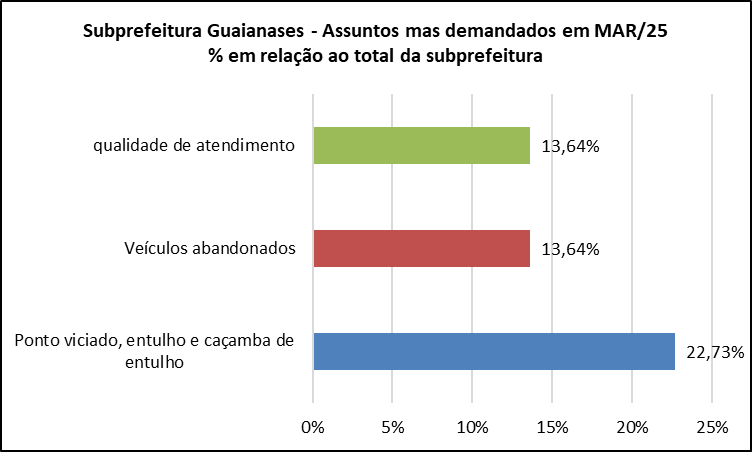 Subprefeitura Guaianases - Assuntos mas demandados em MAR/25
% em relação ao total da subprefeitura
qualidade de atendimento
13,64%
Veículos abandonados
13,64%
Ponto viciado, entulho e caçamba de
entulho
22,73%
0% 5% 10% 15% 20% 25%